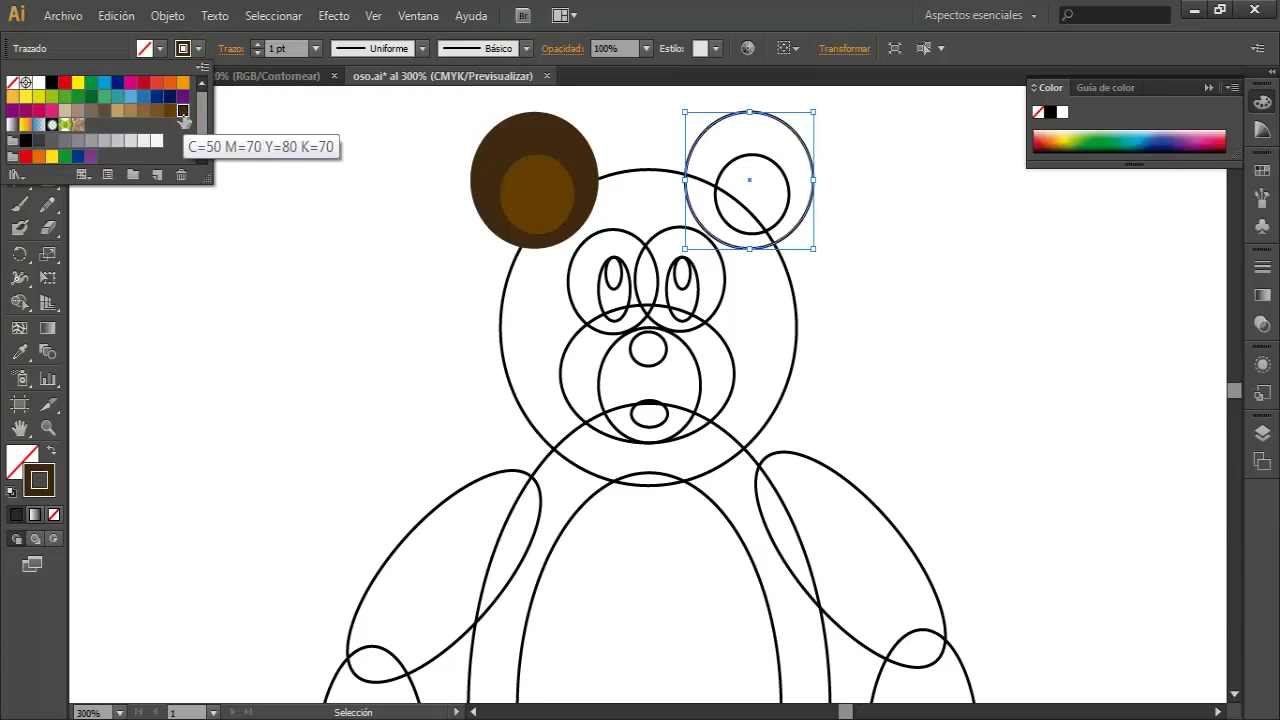 Ai Archivo Edición Objeto Texto Seleccionar Efecto Ver Ventana Ayuda Br Aspectos esenciales
Trazado Trazo: 1 pt Uniforme Básico Opacidad: 100% Estilo: Transformar
0% (RGB/Contornear) × oso.ai* al 300% (CMYK/Previsualizar) ×
Color Guía de color
C=50 M=70 Y=80 K=70
300% 1 Selección